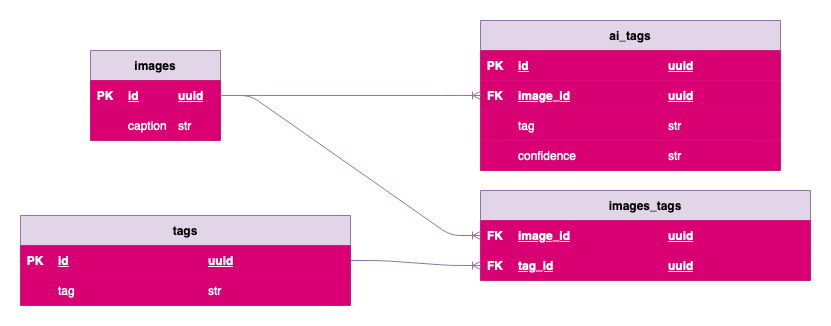 images
PK id uuid
caption str
ai_tags
PK id uuid
FK image_id uuid
tag str
confidence str
tags
PK id uuid
tag str
images_tags
FK image_id uuid
FK tag_id uuid